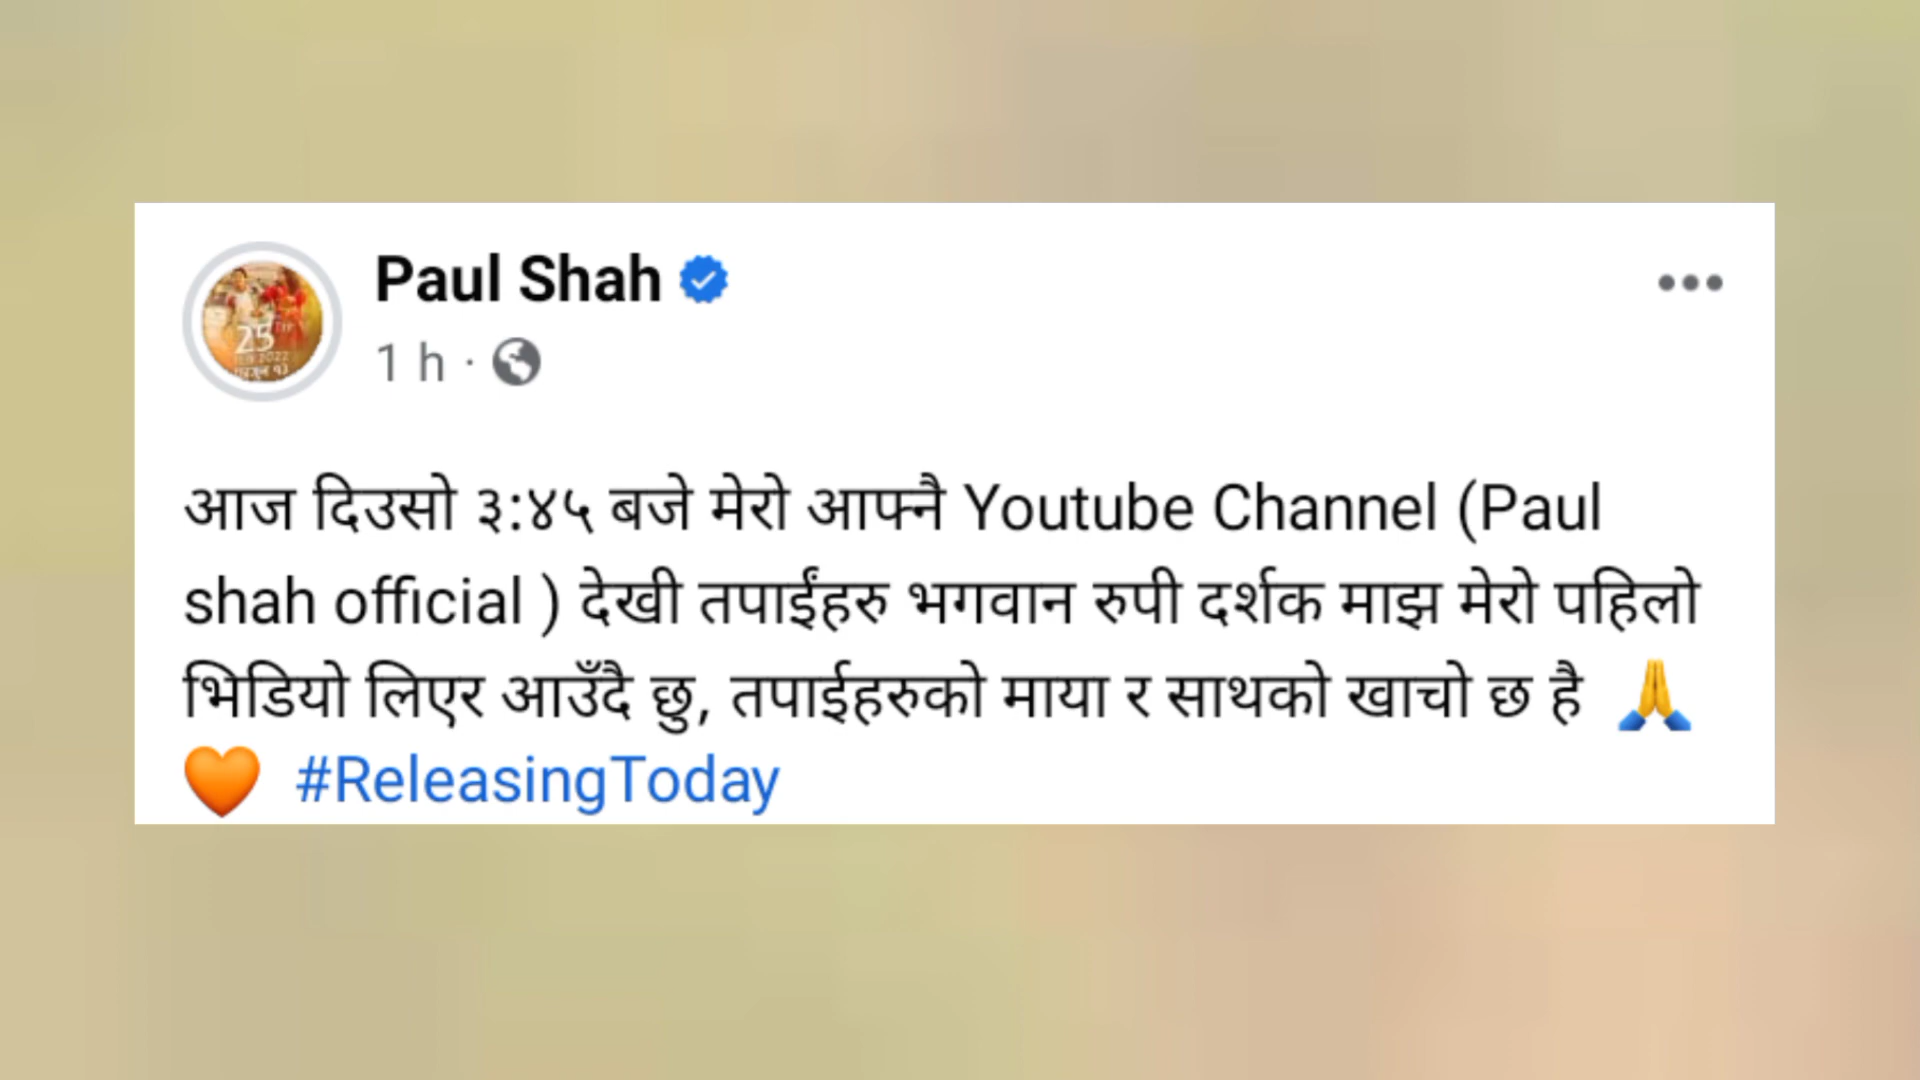 Paul Shah
1 h ·
आज दिउसो ३:४५ बजे मेरो आफ्नै Youtube Channel (Paul
shah official ) देखी तपाईंहरु भगवान रुपी दर्शक माझ मेरो पहिलो
भिडियो लिएर आउँदै छु, तपाईहरुको माया र साथको खाचो छ है 🙏
🧡 #ReleasingToday
25